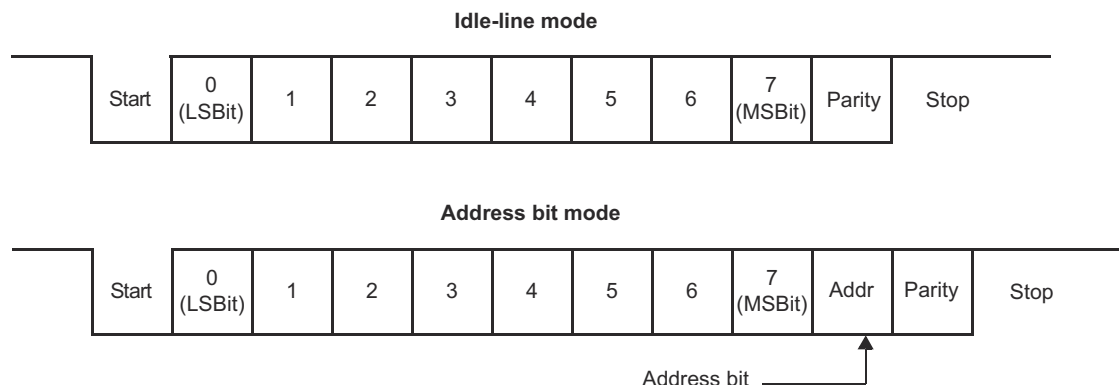 Idle-line mode
Start 0 (LSBit) 1 2 3 4 5 6 7 (MSBit) Parity Stop
Address bit mode
Start 0 (LSBit) 1 2 3 4 5 6 7 (MSBit) Addr Parity Stop
Address bit